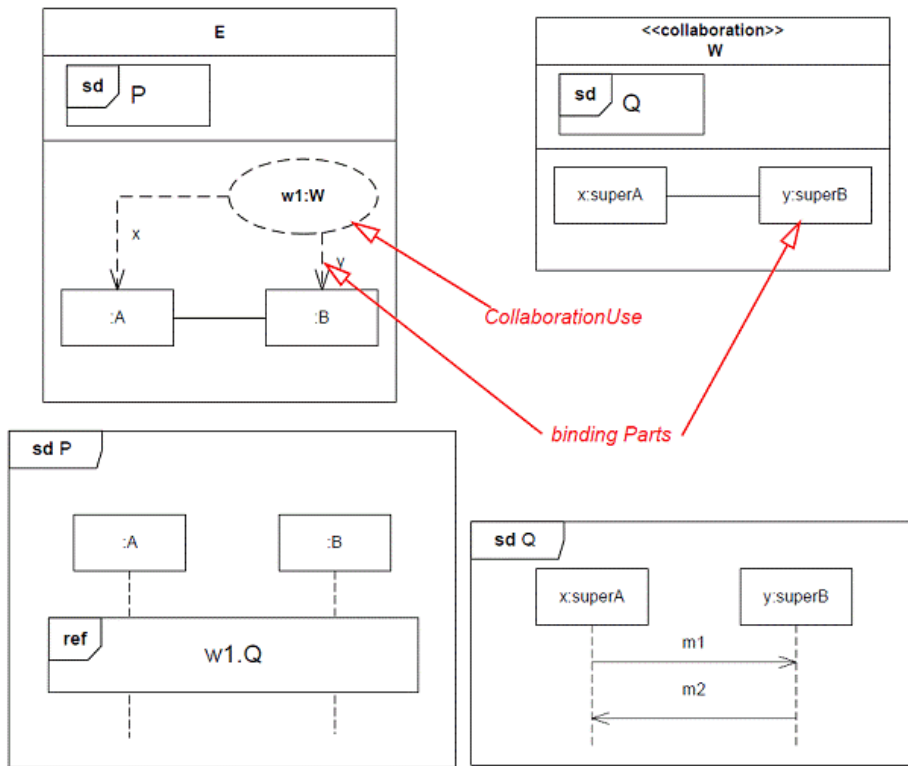 E
sd P
w1:W
x
y
:A
:B
<<collaboration>>
W
sd Q
x:superA
y:superB
CollaborationUse
binding Parts
sd P
:A
:B
ref
w1.Q
sd Q
x:superA
y:superB
m1
m2